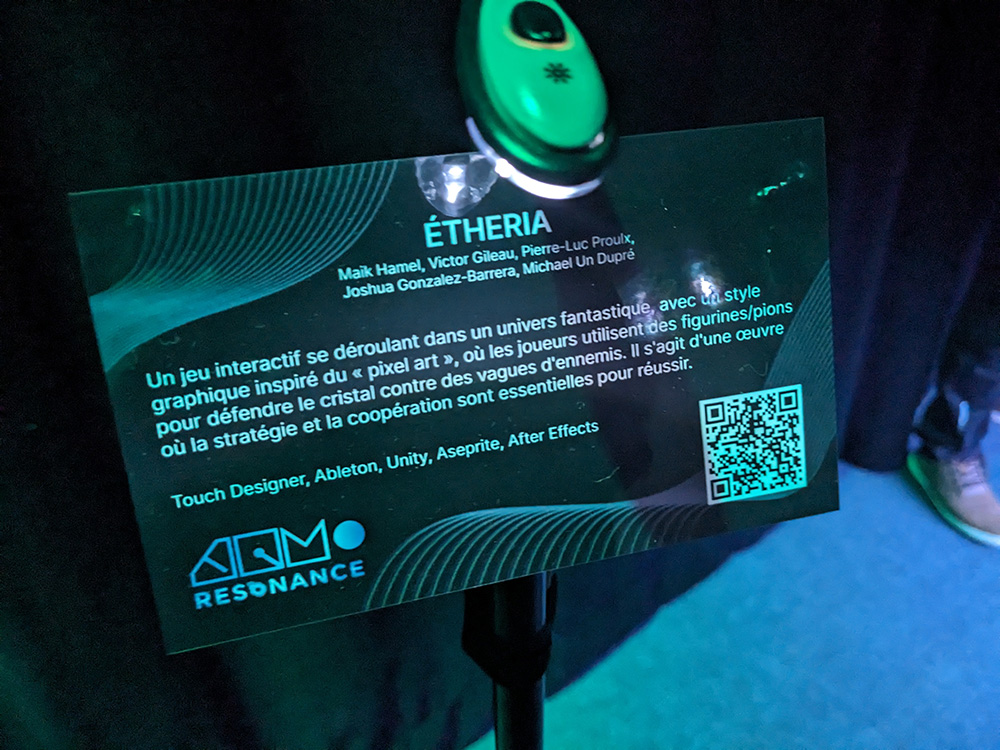 ÉTHERIA
Maik Hamel, Victor Gileau, Pierre-Luc Proulx,
Joshua Gonzalez-Barrera, Michael Un Dupré
Un jeu interactif se déroulant dans un univers fantastique, avec un style
graphique inspiré du « pixel art », où les joueurs utilisent des figurines/pions
pour défendre le cristal contre des vagues d'ennemis. Il s'agit d'une œuvre
où la stratégie et la coopération sont essentielles pour réussir.
Touch Designer, Ableton, Unity, Aseprite, After Effects
RESONANCE